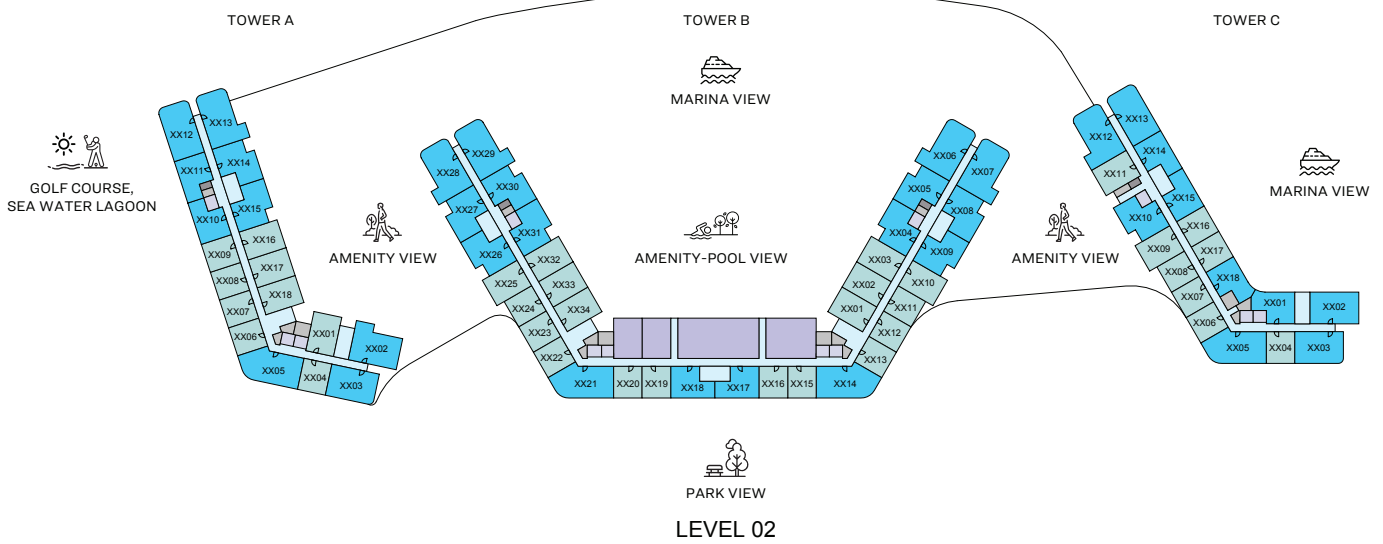 TOWER A
TOWER B
TOWER C
MARINA VIEW
GOLF COURSE,
SEA WATER LAGOON
AMENITY VIEW
AMENITY-POOL VIEW
AMENITY VIEW
MARINA VIEW
PARK VIEW
LEVEL 02
XX12
XX13
XX11
XX14
XX10
XX15
XX09
XX16
XX08
XX17
XX07
XX18
XX06
XX01
XX02
XX05
XX04
XX03
XX28
XX29
XX27
XX30
XX26
XX31
XX25
XX32
XX24
XX33
XX23
XX34
XX22
XX21
XX20
XX19
XX18
XX17
XX16
XX15
XX14
XX06
XX07
XX05
XX08
XX04
XX09
XX03
XX10
XX02
XX11
XX01
XX12
XX13
XX12
XX13
XX11
XX14
XX10
XX15
XX09
XX16
XX08
XX17
XX07
XX18
XX06
XX01
XX02
XX05
XX04
XX03